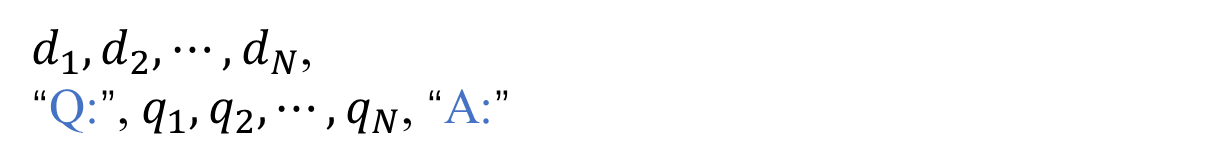 d₁, d₂, ⋯ , d_N,
“Q:”, q₁, q₂, ⋯ , q_N, “A:”